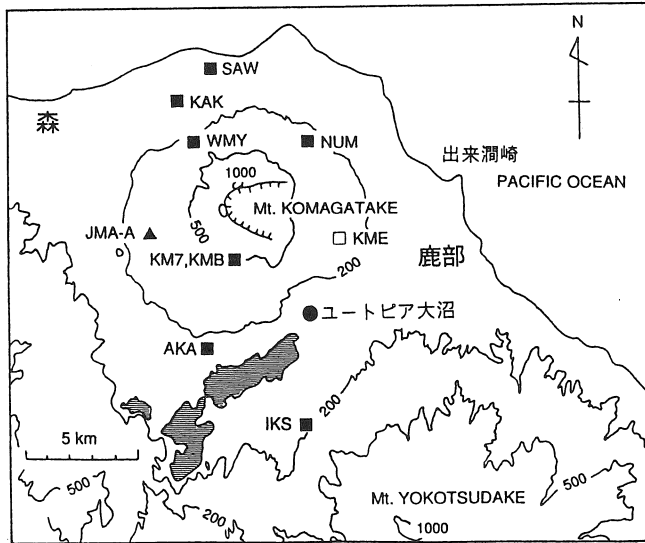 N
SAW
KAK
森
WMY
NUM
出来澗崎
PACIFIC OCEAN
1000
Mt. KOMAGATAKE
500
JMA-A
KME
鹿部
KM7,KMB
200
ユートピア大沼
AKA
200
IKS
5 km
500
200
Mt. YOKOTSUDAKE
500
1000